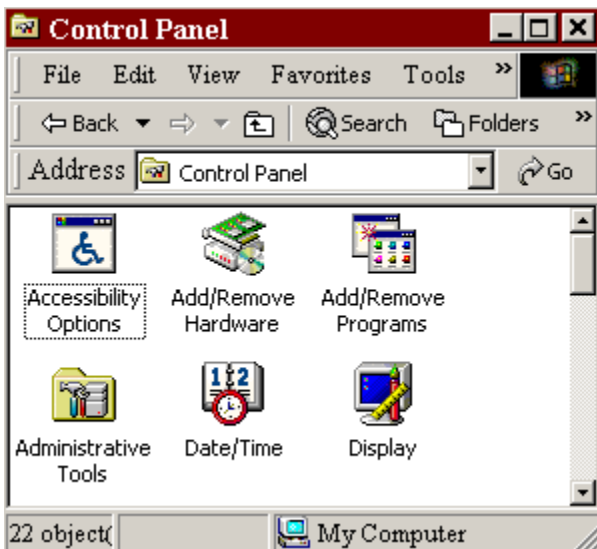 Control Panel
File Edit View Favorites Tools »
Back Search Folders »
Address Control Panel Go
Accessibility Options
Add/Remove Hardware
Add/Remove Programs
Administrative Tools
Date/Time
Display
22 object(
My Computer